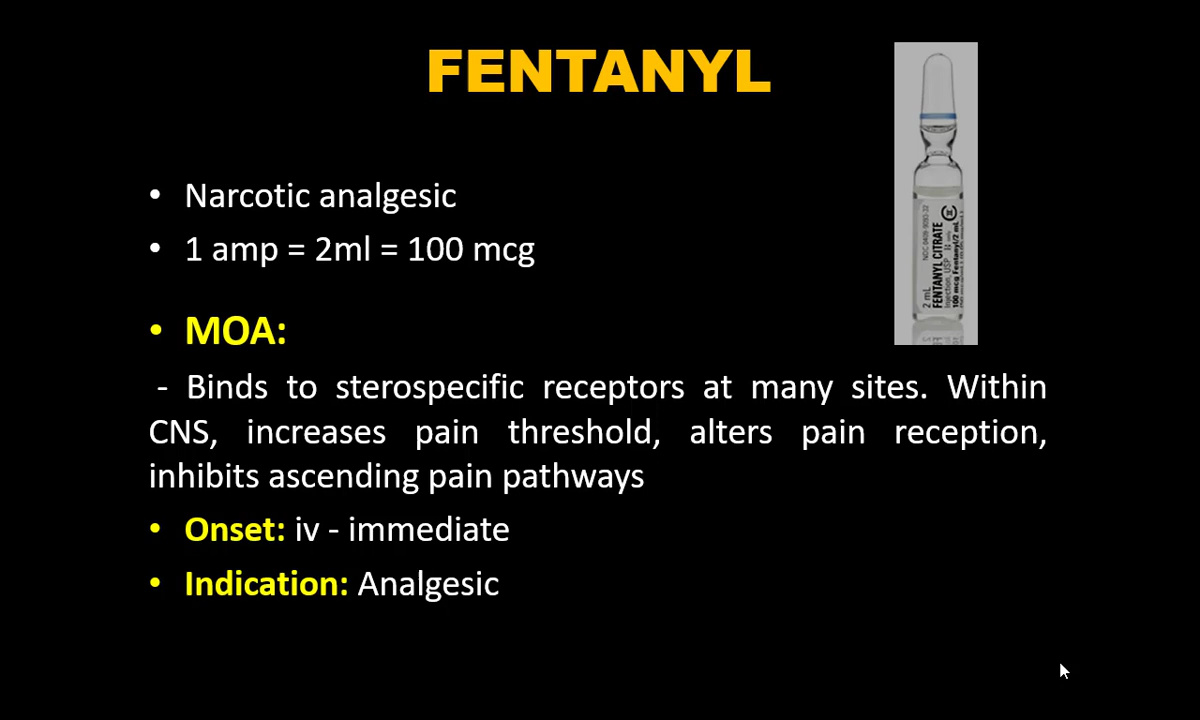 FENTANYL
• Narcotic analgesic
• 1 amp = 2ml = 100 mcg
• MOA:
- Binds to sterospecific receptors at many sites. Within
CNS, increases pain threshold, alters pain reception,
inhibits ascending pain pathways
• Onset: iv - immediate
• Indication: Analgesic
2 mL
FENTANYL CITRATE
Injection, USP
100 mcg Fentanyl/2 mL